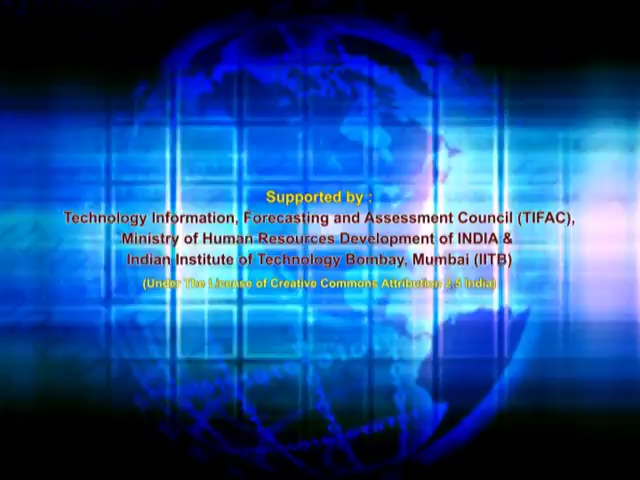 Supported by :
Technology Information, Forecasting and Assessment Council (TIFAC),
Ministry of Human Resources Development of INDIA &
Indian Institute of Technology Bombay, Mumbai (IITB)
(Under The License of Creative Commons Attribution 2.5 India)